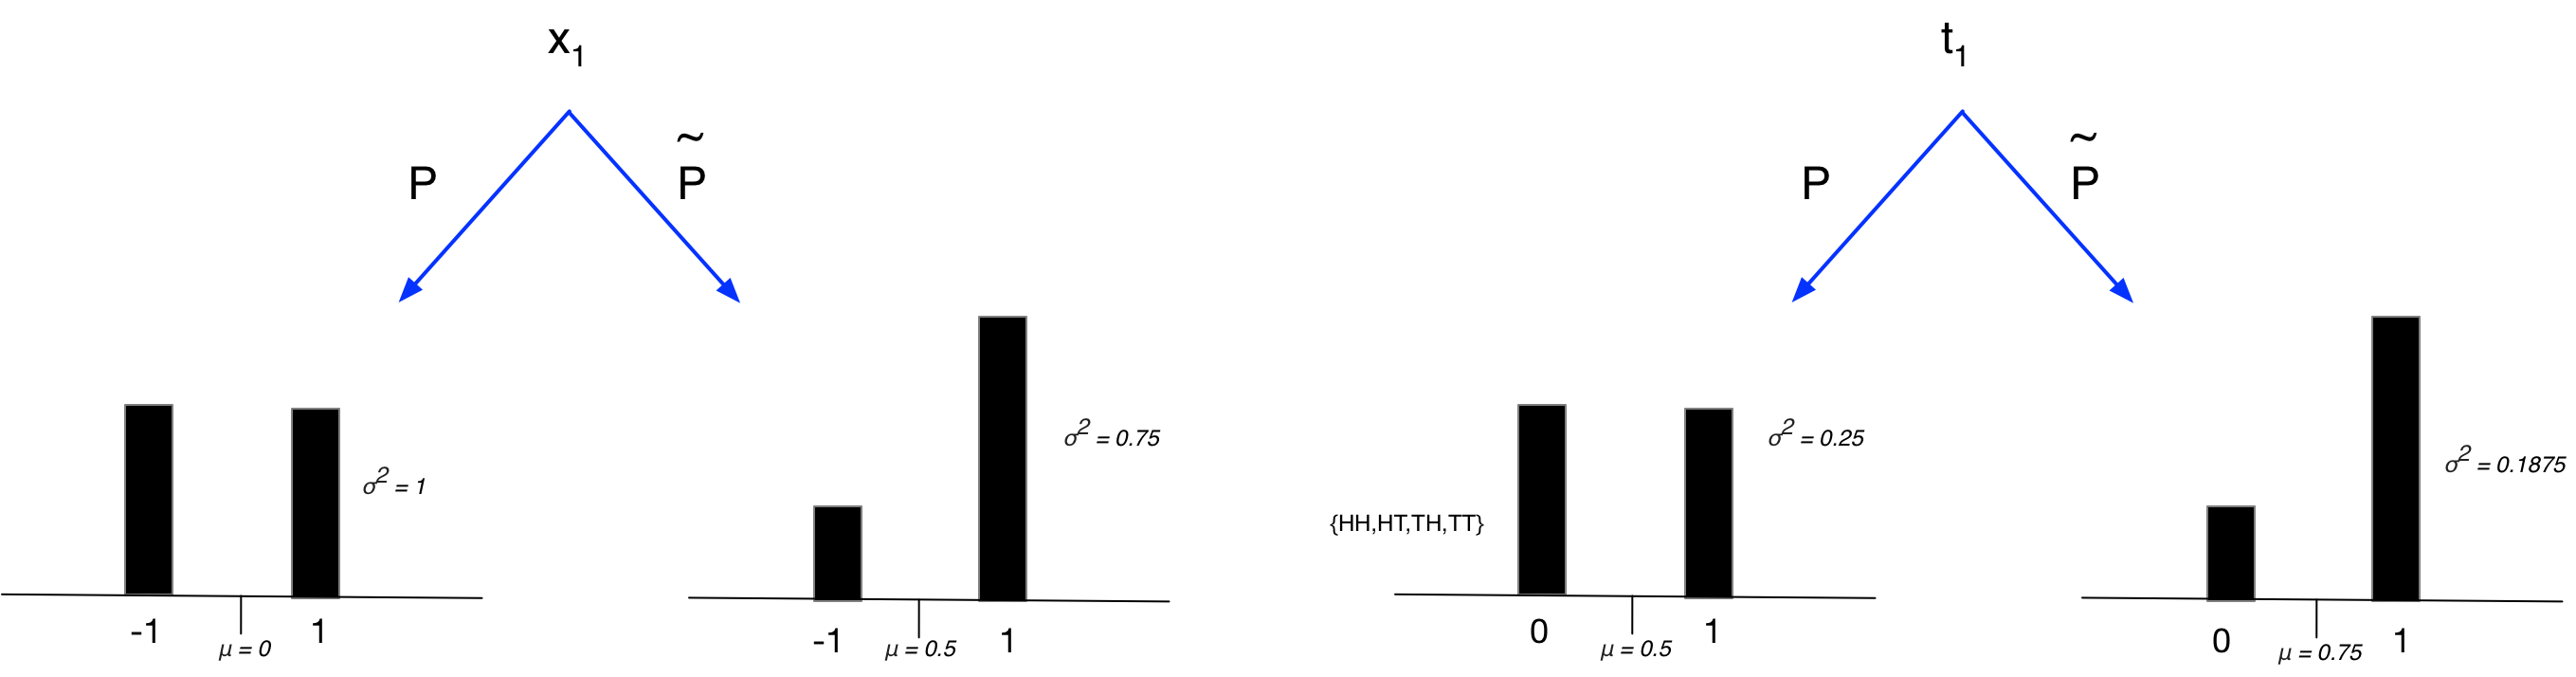 x₁
t₁
~
~
P
P
P
P
σ² = 0.75
σ² = 0.25
σ² = 0.1875
σ² = 1
{HH,HT,TH,TT}
-1
1
-1
1
0
1
0
1
μ = 0
μ = 0.5
μ = 0.5
μ = 0.75